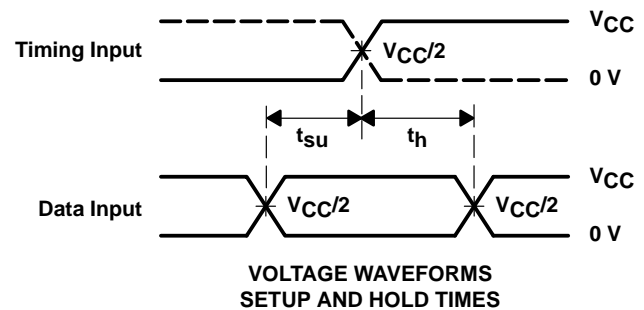 VCC
Timing Input
VCC/2
0 V
tsu
th
VCC
Data Input
VCC/2
VCC/2
0 V
VOLTAGE WAVEFORMS
SETUP AND HOLD TIMES